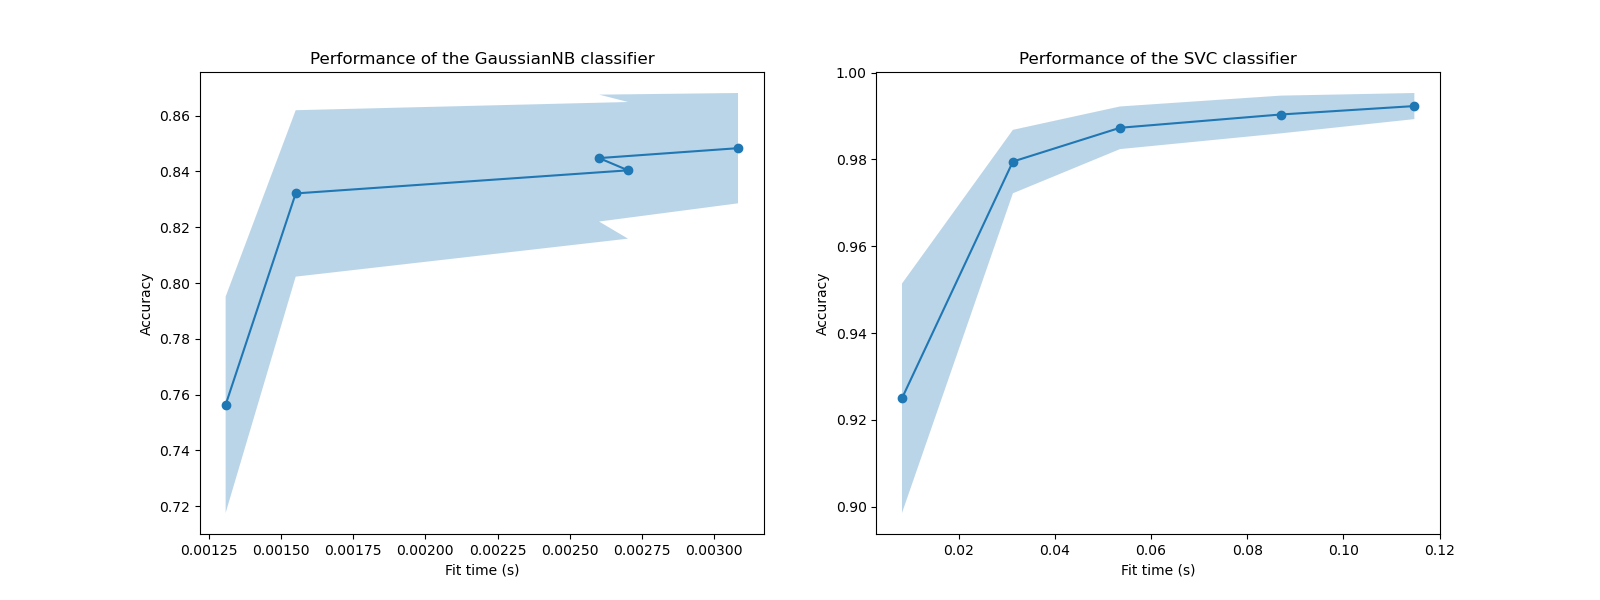 Performance of the GaussianNB classifier
Accuracy
0.86
0.84
0.82
0.80
0.78
0.76
0.74
0.72
0.00125 0.00150 0.00175 0.00200 0.00225 0.00250 0.00275 0.00300
Fit time (s)
Performance of the SVC classifier
Accuracy
1.00
0.98
0.96
0.94
0.92
0.90
0.02 0.04 0.06 0.08 0.10 0.12
Fit time (s)